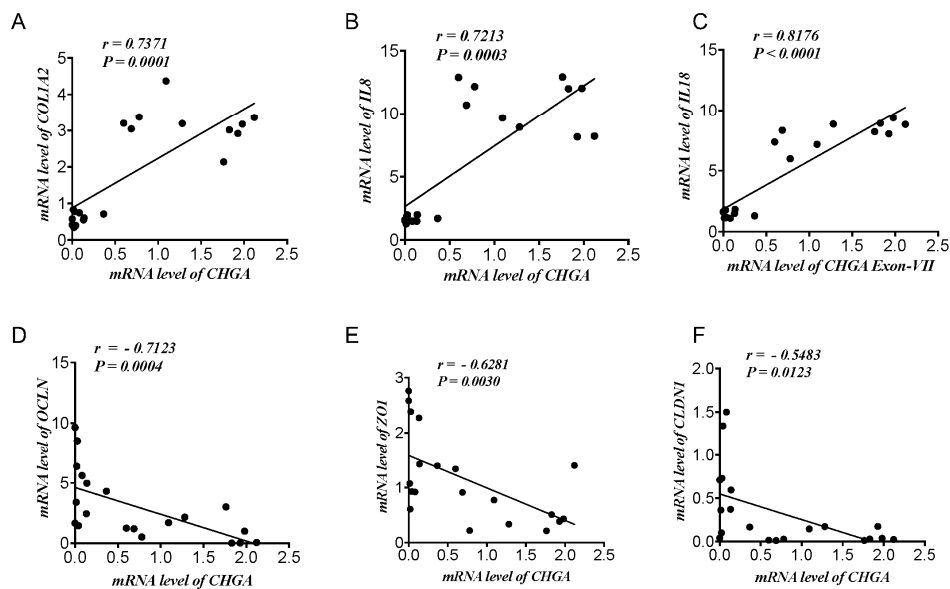 A
r = 0.7371
P = 0.0001
mRNA level of COL1A2
5
4
3
2
1
0
0.0 0.5 1.0 1.5 2.0 2.5
mRNA level of CHGA
B
r = 0.7213
P = 0.0003
mRNA level of IL8
15
10
5
0
0.0 0.5 1.0 1.5 2.0 2.5
mRNA level of CHGA
C
r = 0.8176
P < 0.0001
mRNA level of IL18
15
10
5
0
0.0 0.5 1.0 1.5 2.0 2.5
mRNA level of CHGA Exon-VII
D
r = - 0.7123
P = 0.0004
mRNA level of OCLN
15
10
5
0
0.0 0.5 1.0 1.5 2.0 2.5
mRNA level of CHGA
E
r = - 0.6281
P = 0.0030
mRNA level of ZO1
3
2
1
0
0.0 0.5 1.0 1.5 2.0 2.5
mRNA level of CHGA
F
r = - 0.5483
P = 0.0123
mRNA level of CLDN1
2.0
1.5
1.0
0.5
0.0
0.0 0.5 1.0 1.5 2.0 2.5
mRNA level of CHGA